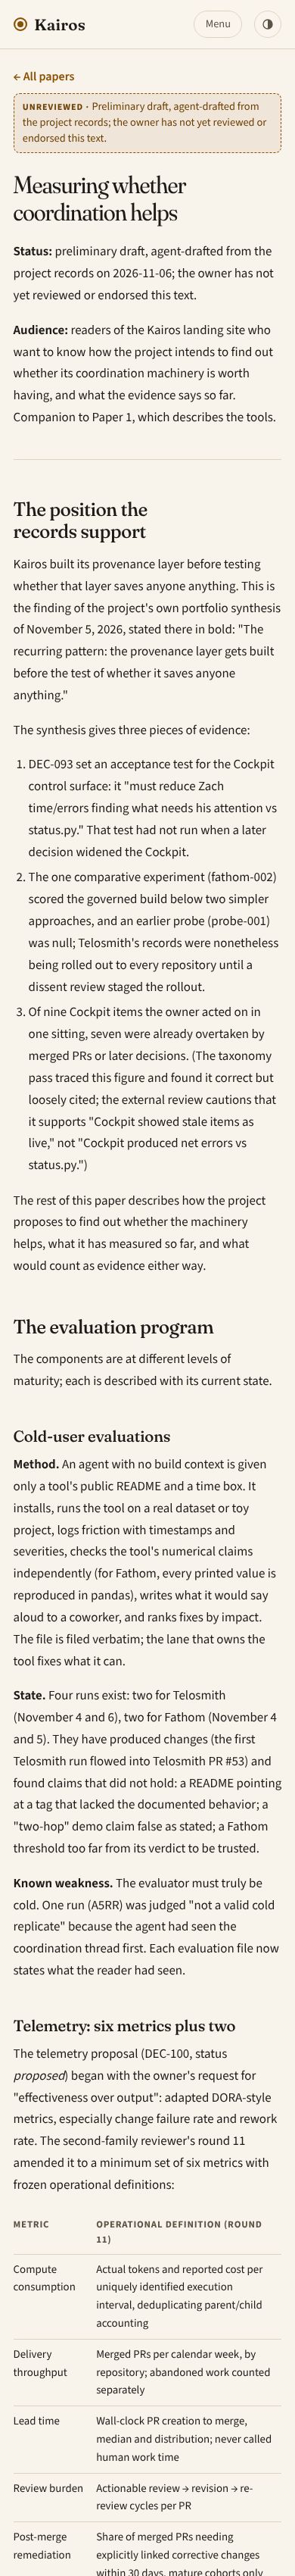 Kairos
Menu
← All papers
UNREVIEWED · Preliminary draft, agent-drafted from
the project records; the owner has not yet reviewed or
endorsed this text.
Measuring whether
coordination helps
Status: preliminary draft, agent-drafted from the
project records on 2026-11-06; the owner has not
yet reviewed or endorsed this text.
Audience: readers of the Kairos landing site who
want to know how the project intends to find out
whether its coordination machinery is worth
having, and what the evidence says so far.
Companion to Paper 1, which describes the tools.
The position the
records support
Kairos built its provenance layer before testing
whether that layer saves anyone anything. This is
the finding of the project's own portfolio synthesis
of November 5, 2026, stated there in bold: "The
recurring pattern: the provenance layer gets built
before the test of whether it saves anyone
anything."
The synthesis gives three pieces of evidence:
1. DEC-093 set an acceptance test for the Cockpit
control surface: it "must reduce Zach
time/errors finding what needs his attention vs
status.py." That test had not run when a later
decision widened the Cockpit.
2. The one comparative experiment (fathom-002)
scored the governed build below two simpler
approaches, and an earlier probe (probe-001)
was null; Telosmith's records were nonetheless
being rolled out to every repository until a
dissent review staged the rollout.
3. Of nine Cockpit items the owner acted on in
one sitting, seven were already overtaken by
merged PRs or later decisions. (The taxonomy
pass traced this figure and found it correct but
loosely cited; the external review cautions that
it supports "Cockpit showed stale items as
live," not "Cockpit produced net errors vs
status.py.")
The rest of this paper describes how the project
proposes to find out whether the machinery
helps, what it has measured so far, and what
would count as evidence either way.
The evaluation program
The components are at different levels of
maturity; each is described with its current state.
Cold-user evaluations
Method. An agent with no build context is given
only a tool's public README and a time box. It
installs, runs the tool on a real dataset or toy
project, logs friction with timestamps and
severities, checks the tool's numerical claims
independently (for Fathom, every printed value is
reproduced in pandas), writes what it would say
aloud to a coworker, and ranks fixes by impact.
The file is filed verbatim; the lane that owns the
tool fixes what it can.
State. Four runs exist: two for Telosmith
(November 4 and 6), two for Fathom (November 4
and 5). They have produced changes (the first
Telosmith run flowed into Telosmith PR #53) and
found claims that did not hold: a README pointing
at a tag that lacked the documented behavior; a
"two-hop" demo claim false as stated; a Fathom
threshold too far from its verdict to be trusted.
Known weakness. The evaluator must truly be
cold. One run (A5RR) was judged "not a valid cold
replicate" because the agent had seen the
coordination thread first. Each evaluation file now
states what the reader had seen.
Telemetry: six metrics plus two
The telemetry proposal (DEC-100, status
proposed) began with the owner's request for
"effectiveness over output": adapted DORA-style
metrics, especially change failure rate and rework
rate. The second-family reviewer's round 11
amended it to a minimum set of six metrics with
frozen operational definitions:
METRIC
OPERATIONAL DEFINITION (ROUND
11)
Compute
consumption
Actual tokens and reported cost per
uniquely identified execution
interval, deduplicating parent/child
accounting
Delivery
throughput
Merged PRs per calendar week, by
repository; abandoned work counted
separately
Lead time
Wall-clock PR creation to merge,
median and distribution; never called
human work time
Review burden
Actionable review → revision → re-
review cycles per PR
Post-merge
remediation
Share of merged PRs needing
explicitly linked corrective changes
within 30 days, mature cohorts only